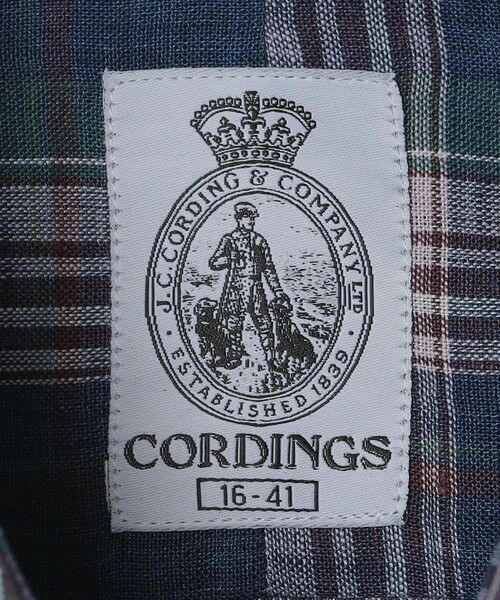 J.C. CORDING & COMPANY LTD
· ESTABLISHED 1839 ·
CORDINGS
16-41